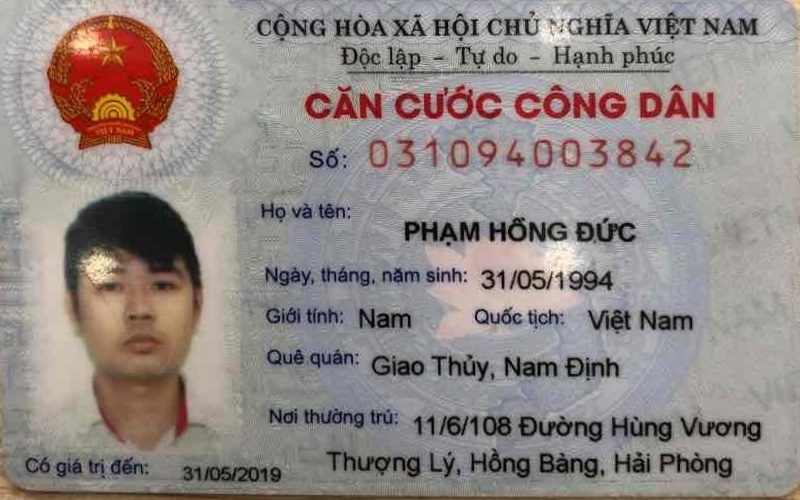 CỘNG HÒA XÃ HỘI CHỦ NGHĨA VIỆT NAM
Độc lập - Tự do - Hạnh phúc
CĂN CƯỚC CÔNG DÂN
Số: 031094003842
Họ và tên:
PHẠM HỒNG ĐỨC
Ngày, tháng, năm sinh: 31/05/1994
Giới tính: Nam Quốc tịch: Việt Nam
Quê quán: Giao Thủy, Nam Định
Nơi thường trú: 11/6/108 Đường Hùng Vương
Thượng Lý, Hồng Bàng, Hải Phòng
Có giá trị đến: 31/05/2019
VIỆT NAM